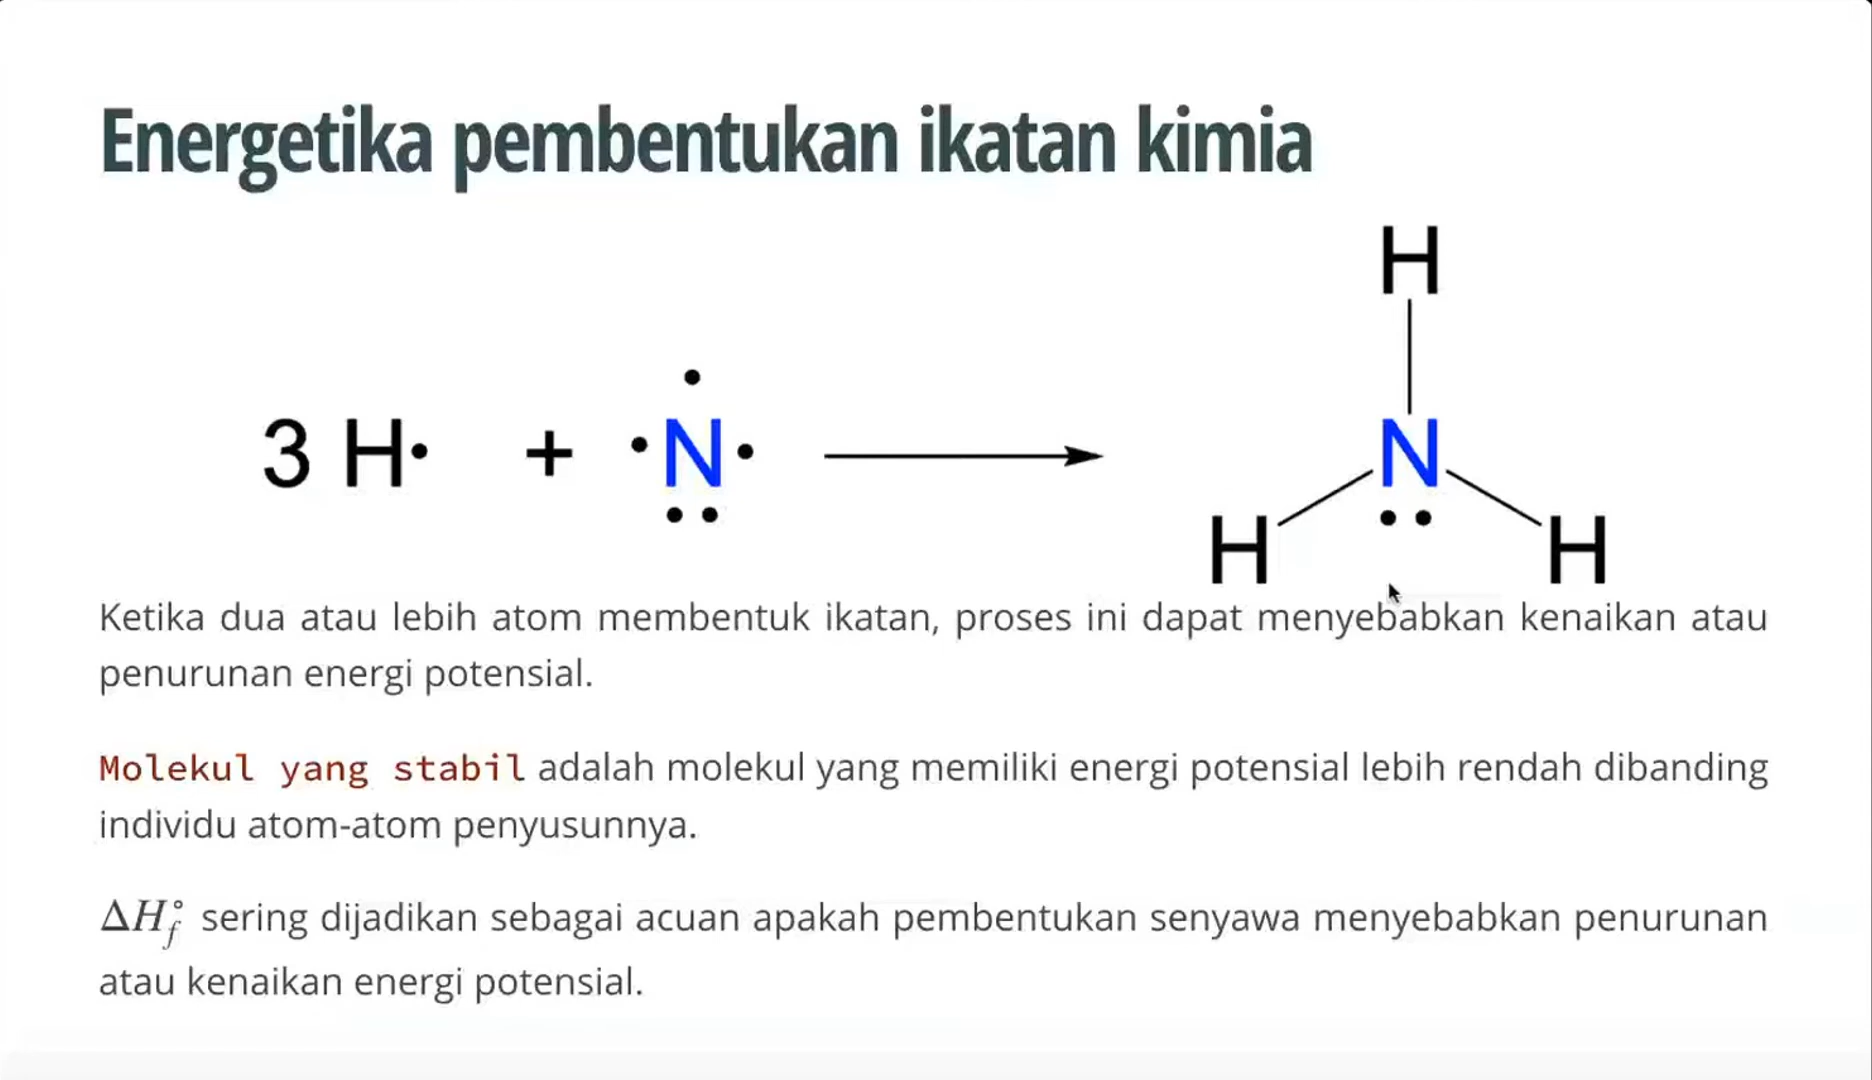 Energetika pembentukan ikatan kimia
H
3 H· + ·N·
N
H H
Ketika dua atau lebih atom membentuk ikatan, proses ini dapat menyebabkan kenaikan atau
penurunan energi potensial.
Molekul yang stabil adalah molekul yang memiliki energi potensial lebih rendah dibanding
individu atom-atom penyusunnya.
ΔH°f sering dijadikan sebagai acuan apakah pembentukan senyawa menyebabkan penurunan
atau kenaikan energi potensial.